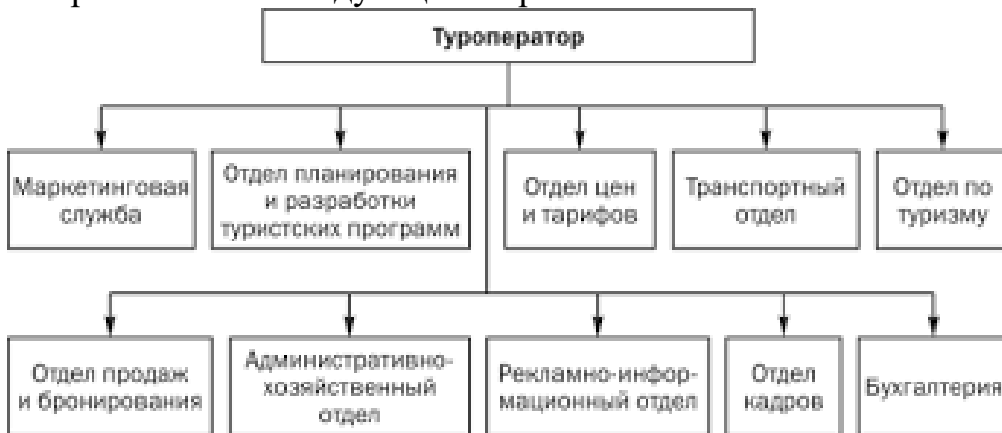 Туроператор
Маркетинговая
служба
Отдел планирования
и разработки
туристских программ
Отдел цен
и тарифов
Транспортный
отдел
Отдел по
туризму
Отдел продаж
и бронирования
Административно-
хозяйственный
отдел
Рекламно-инфор-
мационный отдел
Отдел
кадров
Бухгалтерия